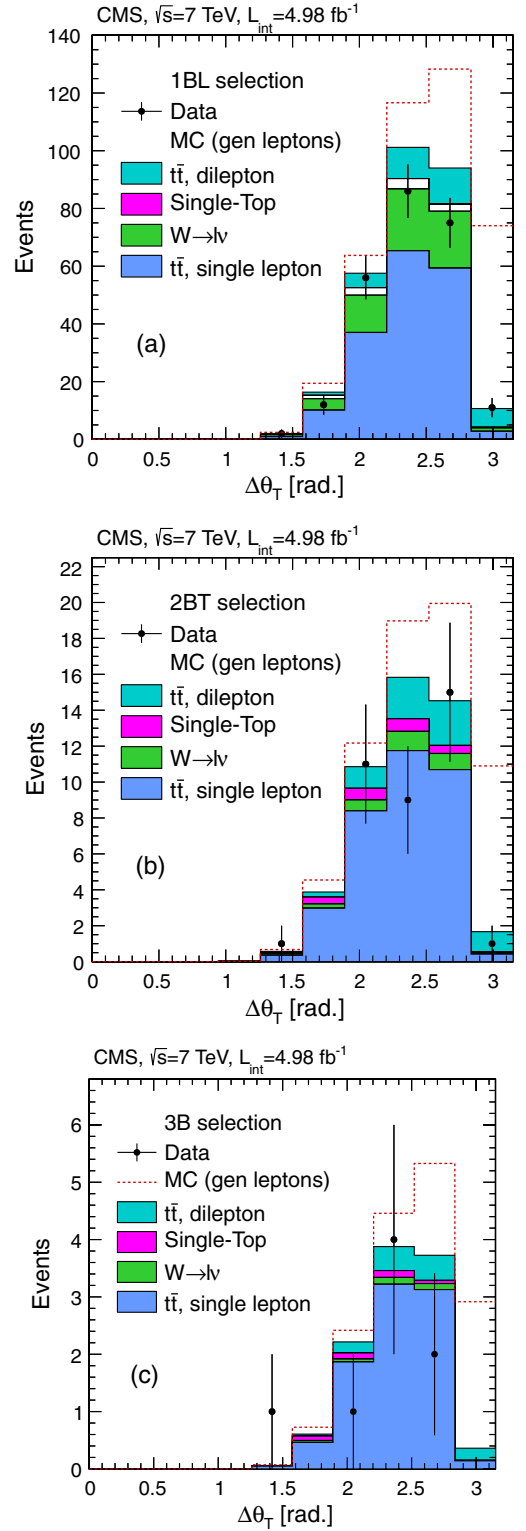 CMS, √s=7 TeV, L_int=4.98 fb⁻¹
140
120
100
80
60
40
20
0
Events
1BL selection
Data
MC (gen leptons)
tt̄, dilepton
Single-Top
W→lν
tt̄, single lepton
(a)
0 0.5 1 1.5 2 2.5 3
Δθ_T [rad.]
CMS, √s=7 TeV, L_int=4.98 fb⁻¹
22
20
18
16
14
12
10
8
6
4
2
0
Events
2BT selection
Data
MC (gen leptons)
tt̄, dilepton
Single-Top
W→lν
tt̄, single lepton
(b)
0 0.5 1 1.5 2 2.5 3
Δθ_T [rad.]
CMS, √s=7 TeV, L_int=4.98 fb⁻¹
6
5
4
3
2
1
0
Events
3B selection
Data
MC (gen leptons)
tt̄, dilepton
Single-Top
W→lν
tt̄, single lepton
(c)
0 0.5 1 1.5 2 2.5 3
Δθ_T [rad.]